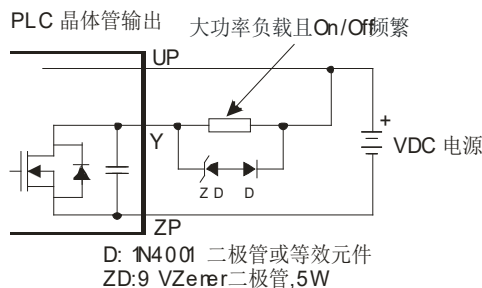 PLC 晶体管输出
大功率负载且On/Off频繁
UP
Y
+
VDC 电源
ZD D
ZP
D: 1N4001 二极管或等效元件
ZD:9 VZener二极管,5W